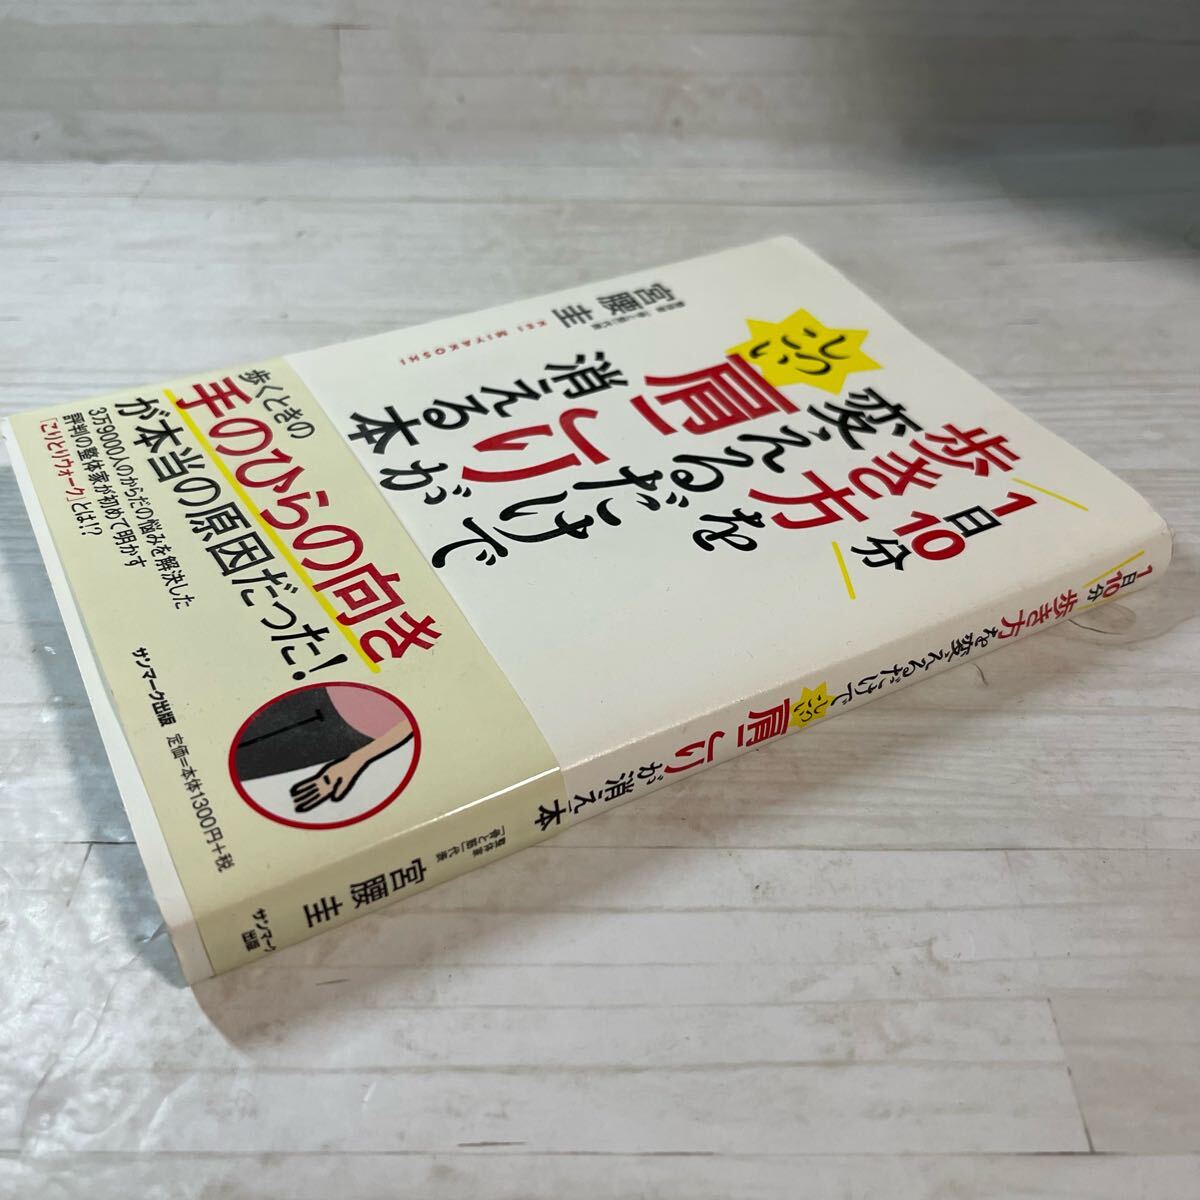 1日10分
歩き方を
変えるだけで
しつこい
肩こりが
消える本
整体家「骨と筋」代表
宮腰圭
KEI MIYAKOSHI
歩くときの
手のひらの向き
が本当の原因だった!
3万9000人のからだの悩みを解決した
評判の整体家が初めて明かす
「こりとりウォーク」とは!?
サンマーク出版 定価=本体1300円+税
1日10分 歩き方を変えるだけでしつこい肩こりが消える本
整体家
「骨と筋」代表
宮腰圭
サンマーク
出版